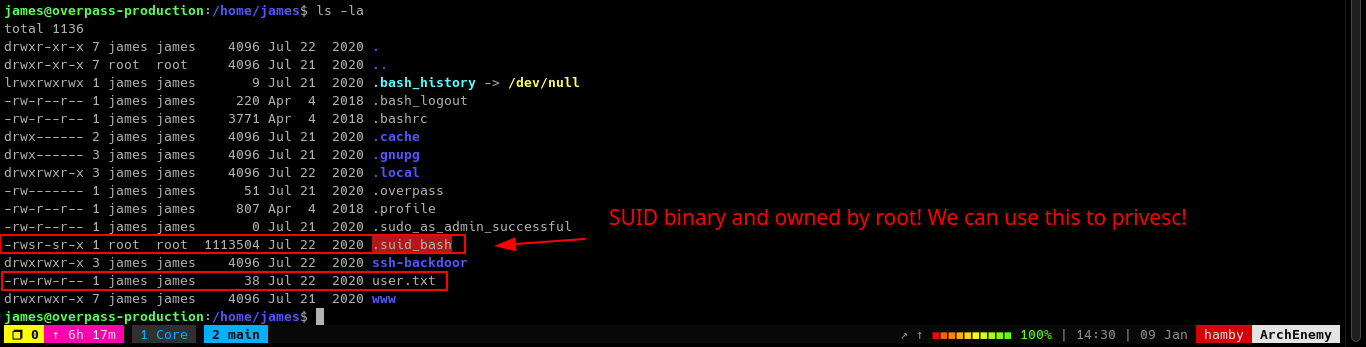 james@overpass-production:/home/james$ ls -la
total 1136
drwxr-xr-x 7 james james    4096 Jul 22  2020 .
drwxr-xr-x 7 root  root     4096 Jul 21  2020 ..
lrwxrwxrwx 1 james james       9 Jul 21  2020 .bash_history -> /dev/null
-rw-r--r-- 1 james james     220 Apr  4  2018 .bash_logout
-rw-r--r-- 1 james james    3771 Apr  4  2018 .bashrc
drwx------ 2 james james    4096 Jul 21  2020 .cache
drwx------ 3 james james    4096 Jul 21  2020 .gnupg
drwxrwxr-x 3 james james    4096 Jul 22  2020 .local
-rw------- 1 james james      51 Jul 21  2020 .overpass
-rw-r--r-- 1 james james     807 Apr  4  2018 .profile
-rw-r--r-- 1 james james       0 Jul 21  2020 .sudo_as_admin_successful
SUID binary and owned by root! We can use this to privesc!
-rwsr-sr-x 1 root  root  1113504 Jul 22  2020 .suid_bash
drwxrwxr-x 3 james james    4096 Jul 22  2020 ssh-backdoor
-rw-rw-r-- 1 james james      38 Jul 22  2020 user.txt
drwxrwxr-x 7 james james    4096 Jul 21  2020 www
james@overpass-production:/home/james$
0 ↑ 6h 17m 1 Core 2 main ↗ ↑ 100% | 14:30 | 09 Jan hamby ArchEnemy